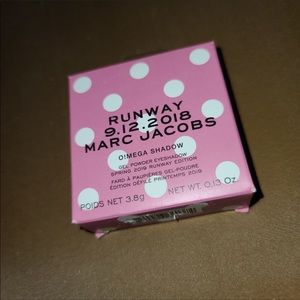 RUNWAY
9.12.2018
MARC JACOBS
O!MEGA SHADOW
GEL POWDER EYESHADOW
SPRING 2019 RUNWAY EDITION
FARD À PAUPIÈRES GEL-POUDRE
ÉDITION DÉFILÉ PRINTEMPS 2019
POIDS NET 3.8g NET WT. 0.13 Oz.